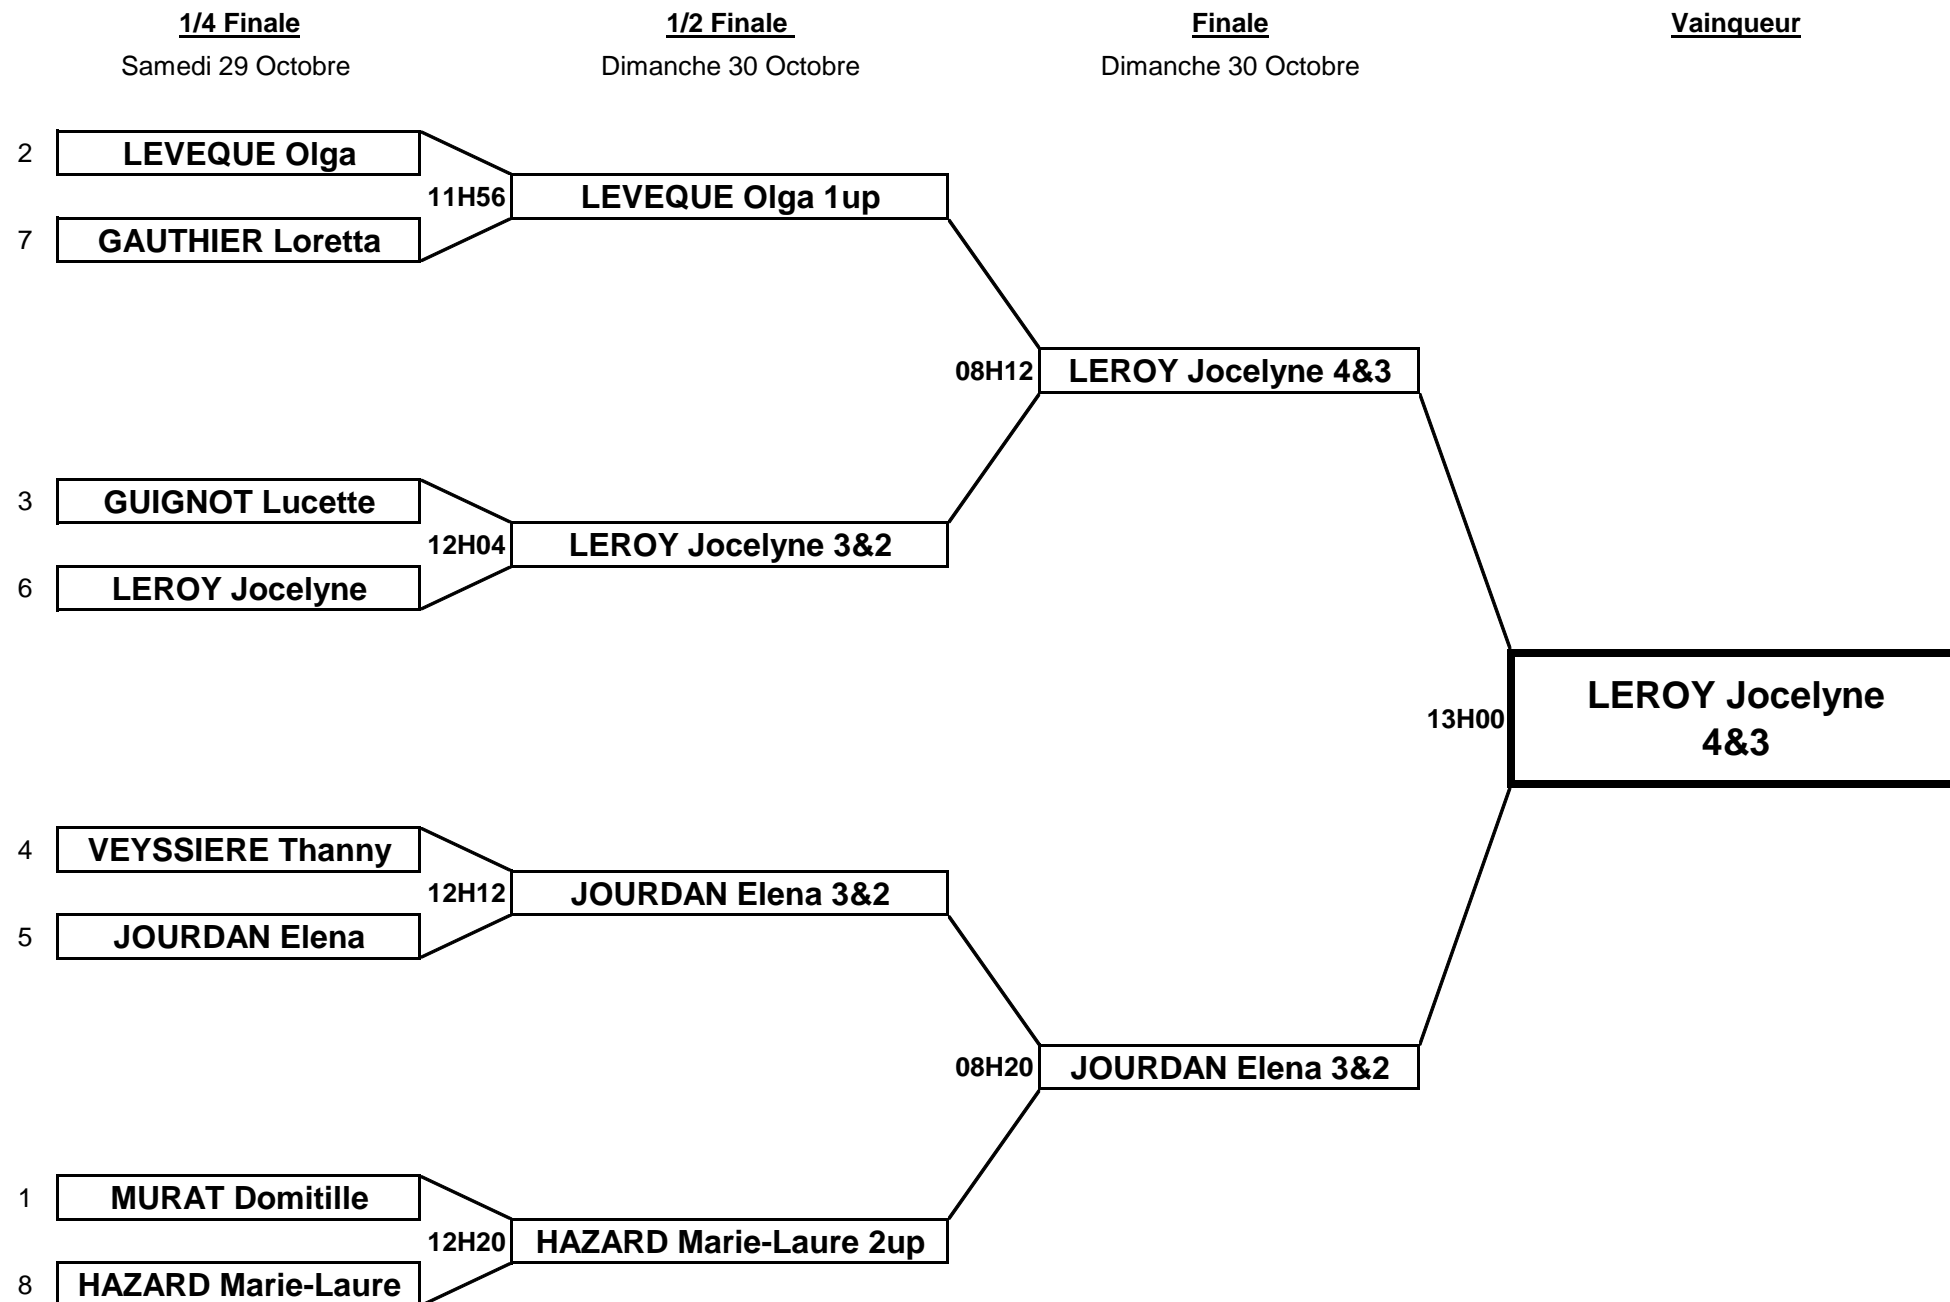 1/4 Finale
1/2 Finale
Finale
Vainqueur
Samedi 29 Octobre
Dimanche 30 Octobre
Dimanche 30 Octobre
2
LEVEQUE Olga
11H56
LEVEQUE Olga 1up
7
GAUTHIER Loretta
08H12
LEROY Jocelyne 4&3
3
GUIGNOT Lucette
12H04
LEROY Jocelyne 3&2
6
LEROY Jocelyne
13H00
LEROY Jocelyne
4&3
4
VEYSSIERE Thanny
12H12
JOURDAN Elena 3&2
5
JOURDAN Elena
08H20
JOURDAN Elena 3&2
1
MURAT Domitille
12H20
HAZARD Marie-Laure 2up
8
HAZARD Marie-Laure